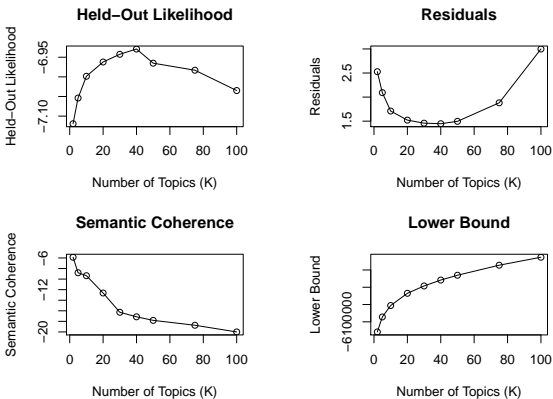 Held−Out Likelihood
Held−Out Likelihood
−6.95
−7.10
0 20 40 60 80 100
Number of Topics (K)
Residuals
Residuals
2.5
1.5
0 20 40 60 80 100
Number of Topics (K)
Semantic Coherence
Semantic Coherence
−6
−12
−20
0 20 40 60 80 100
Number of Topics (K)
Lower Bound
Lower Bound
−6100000
0 20 40 60 80 100
Number of Topics (K)